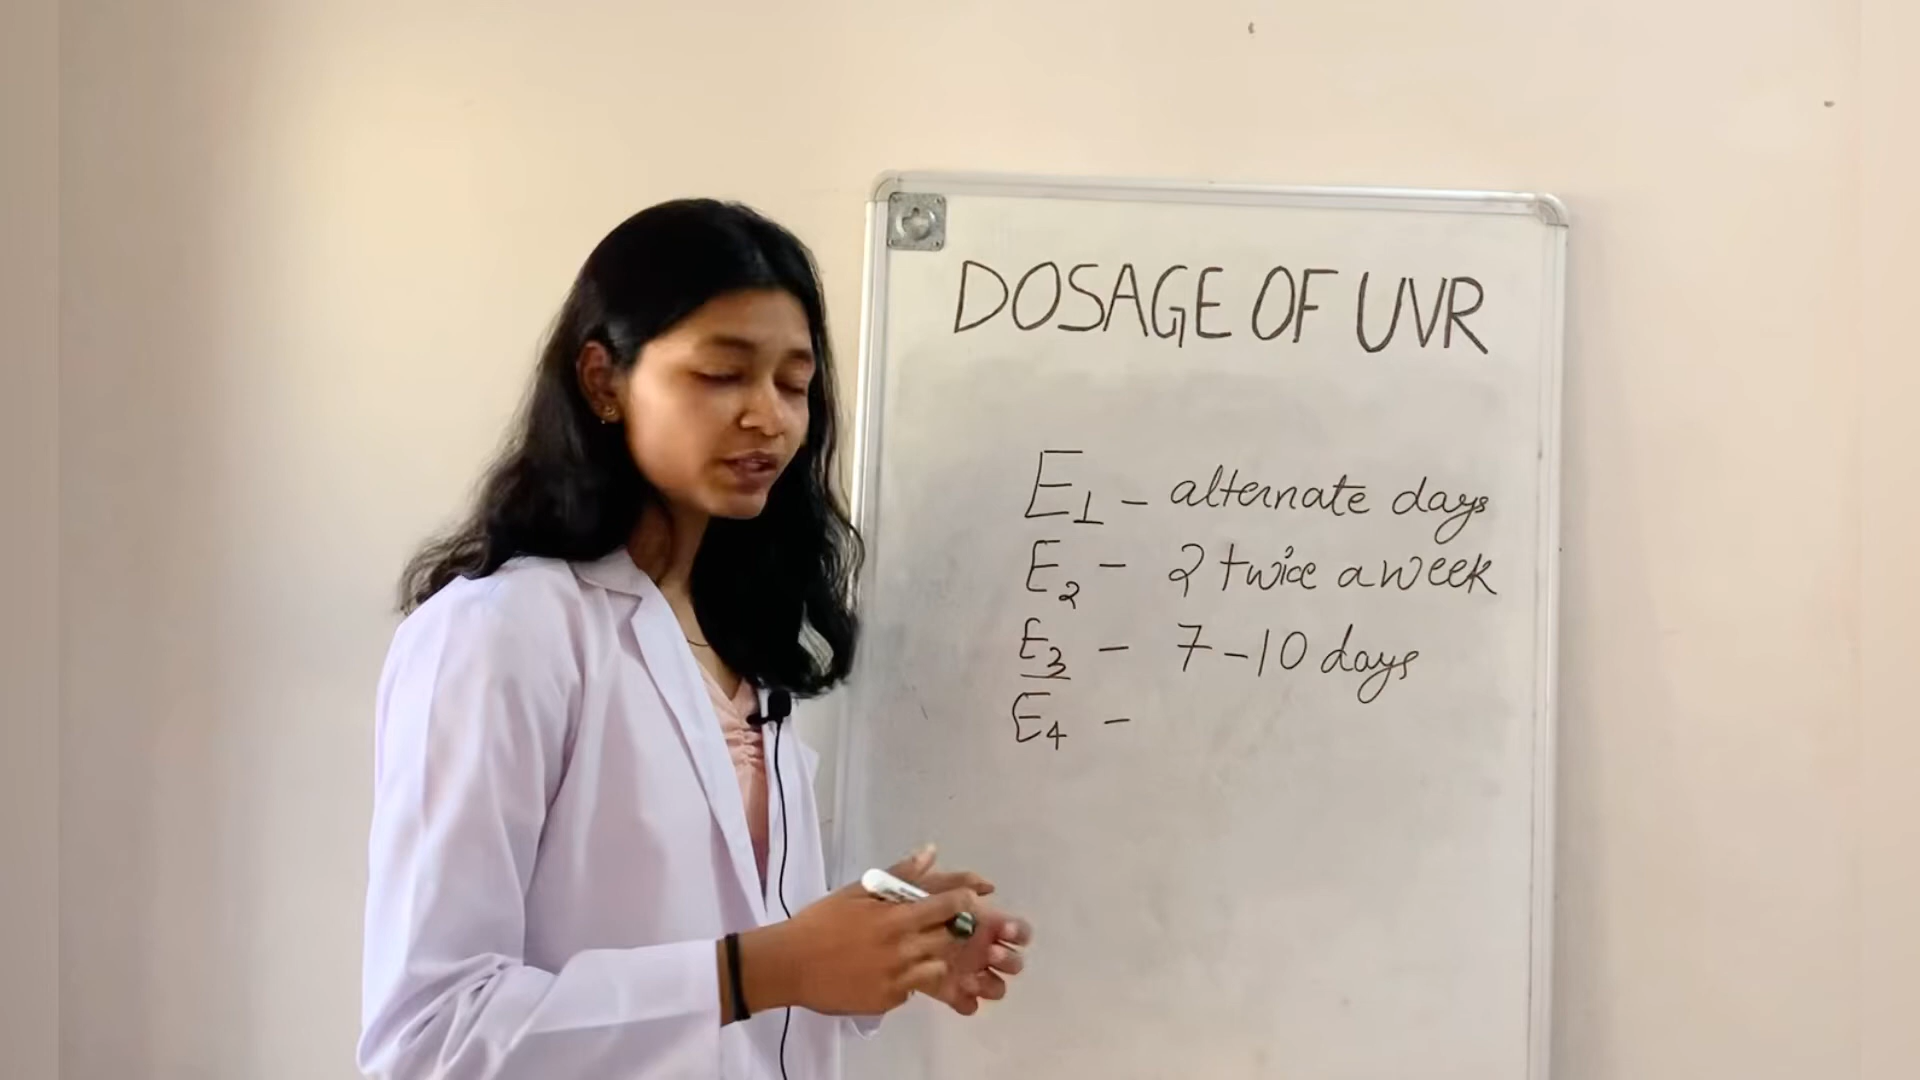 DOSAGE OF UVR
E1 - alternate days
E2 - 2 twice a week
E3 - 7-10 days
E4 -